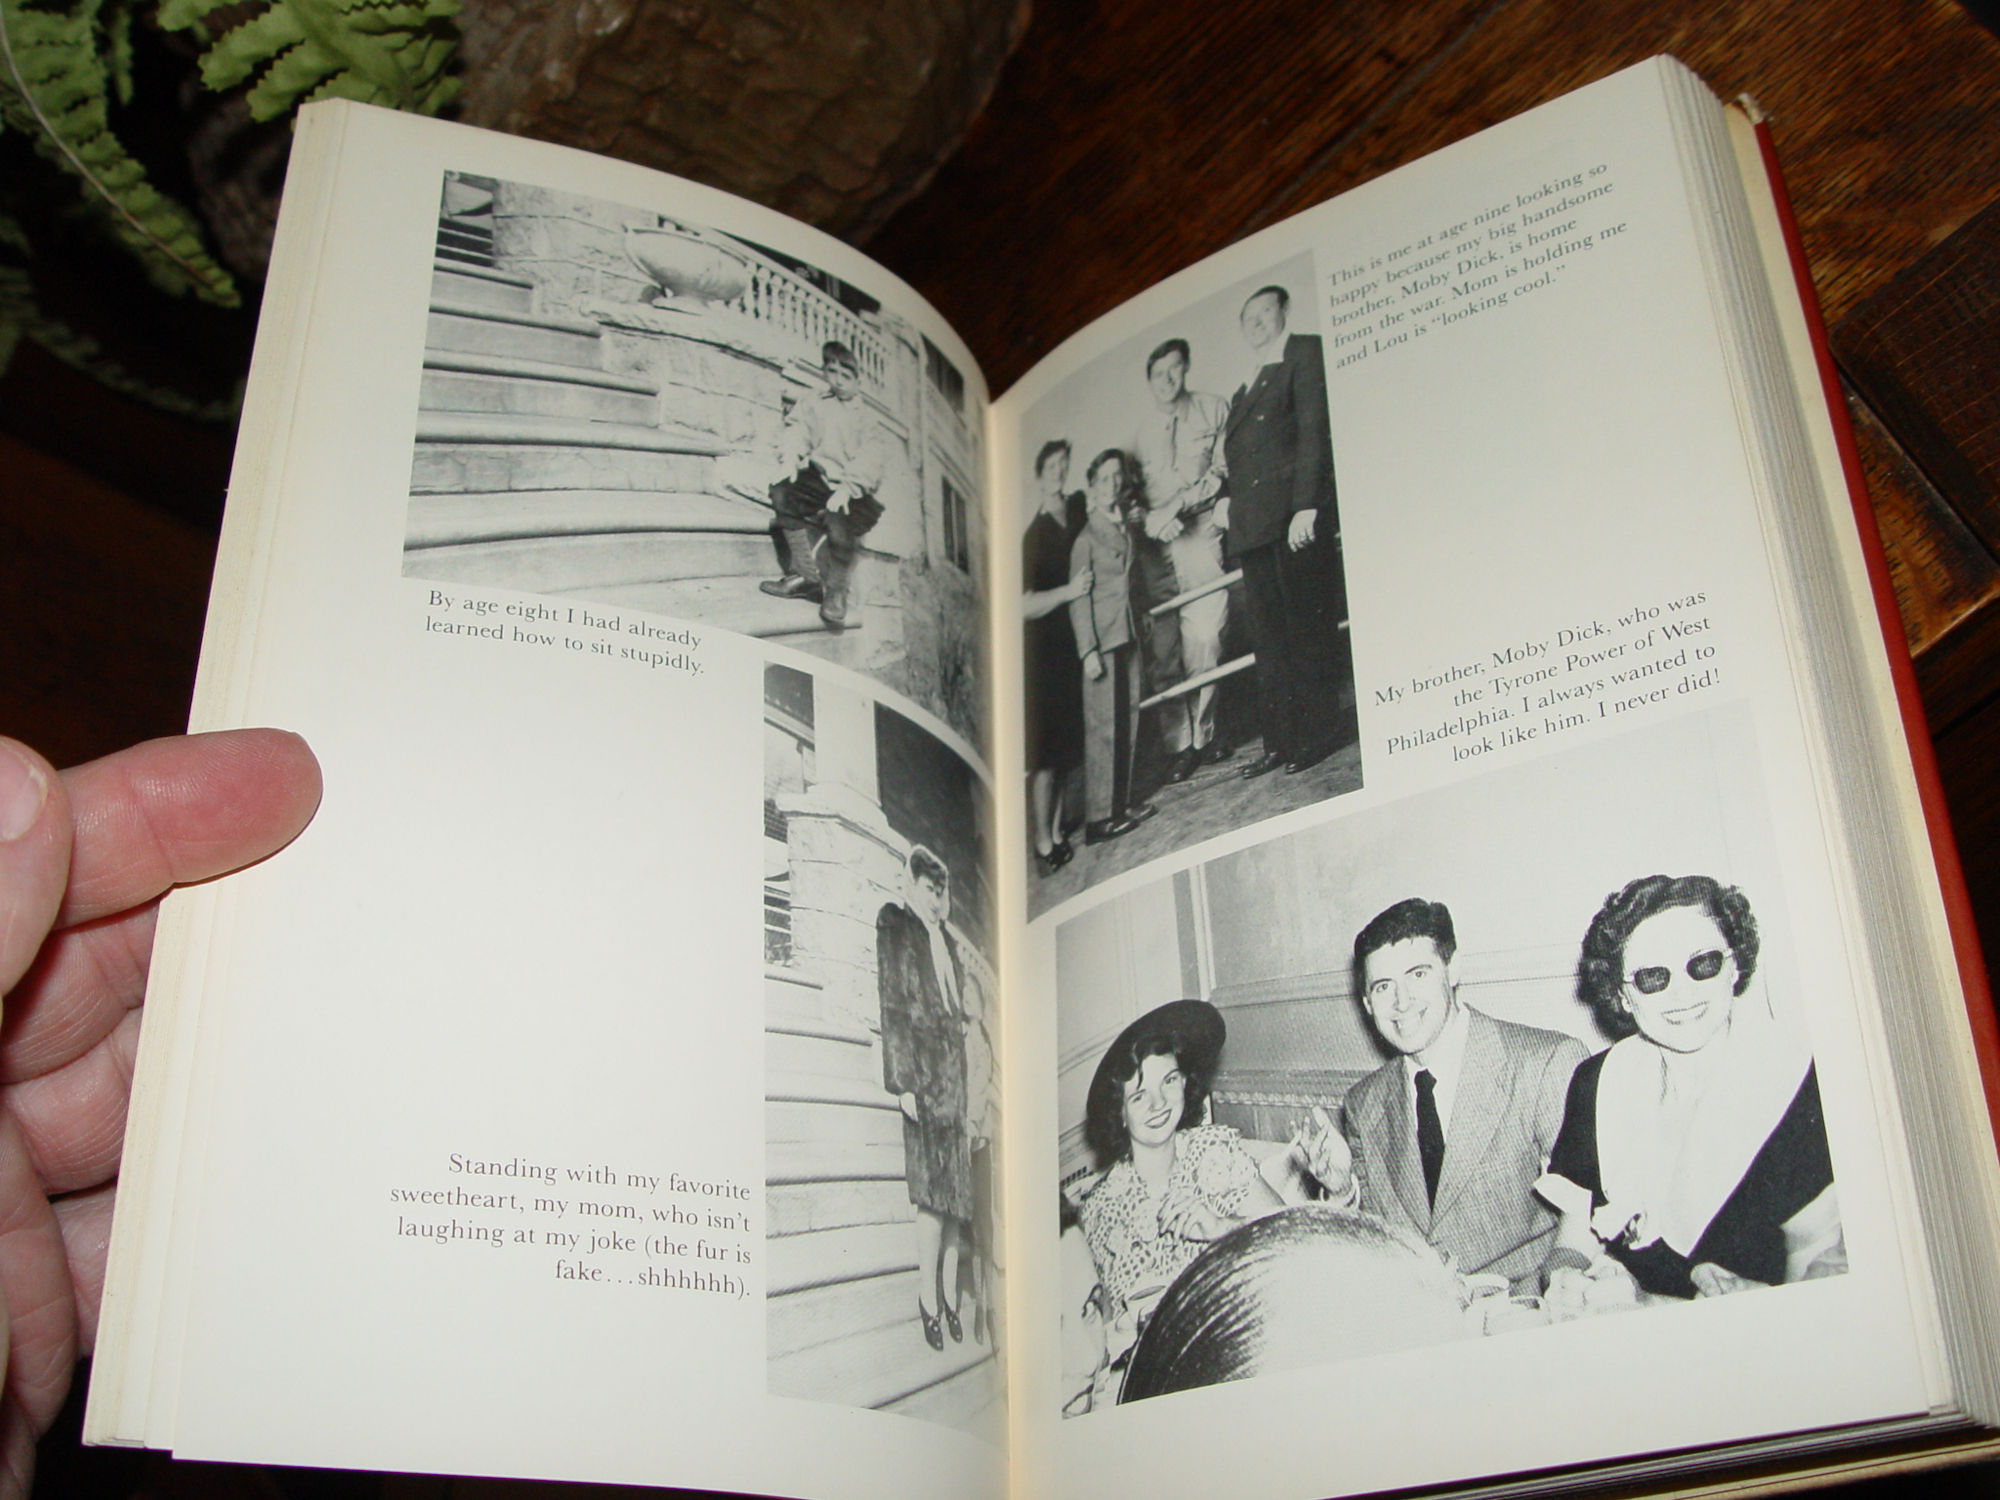 By age eight I had already
learned how to sit stupidly.
Standing with my favorite
sweetheart, my mom, who isn't
laughing at my joke (the fur is
fake...shhhhhh).
This is me at age nine looking so
happy because my big handsome
brother, Moby Dick, is home
from the war. Mom is holding me
and Lou is "looking cool."
My brother, Moby Dick, who was
the Tyrone Power of West
Philadelphia. I always wanted to
look like him. I never did!